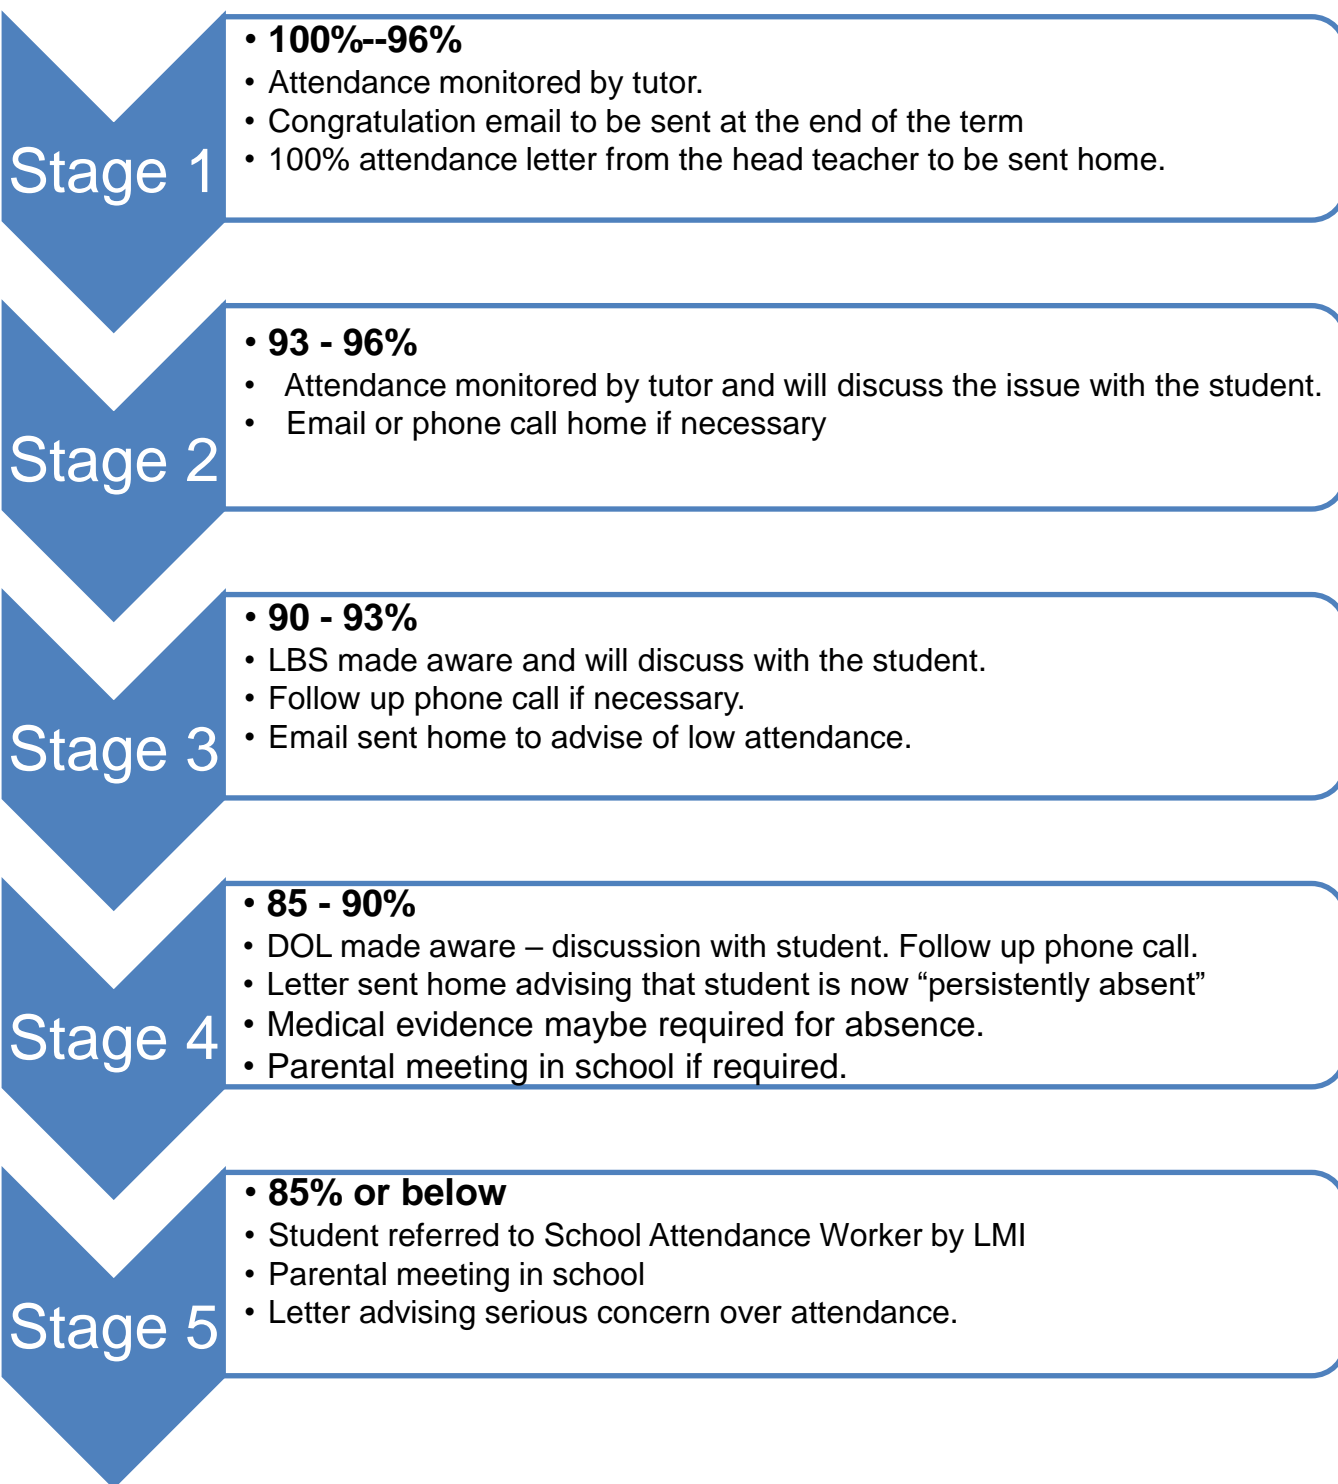 Stage 1
• 100%--96%
• Attendance monitored by tutor.
• Congratulation email to be sent at the end of the term
• 100% attendance letter from the head teacher to be sent home.
Stage 2
• 93 - 96%
• Attendance monitored by tutor and will discuss the issue with the student.
• Email or phone call home if necessary
Stage 3
• 90 - 93%
• LBS made aware and will discuss with the student.
• Follow up phone call if necessary.
• Email sent home to advise of low attendance.
Stage 4
• 85 - 90%
• DOL made aware – discussion with student. Follow up phone call.
• Letter sent home advising that student is now “persistently absent”
• Medical evidence maybe required for absence.
• Parental meeting in school if required.
Stage 5
• 85% or below
• Student referred to School Attendance Worker by LMI
• Parental meeting in school
• Letter advising serious concern over attendance.